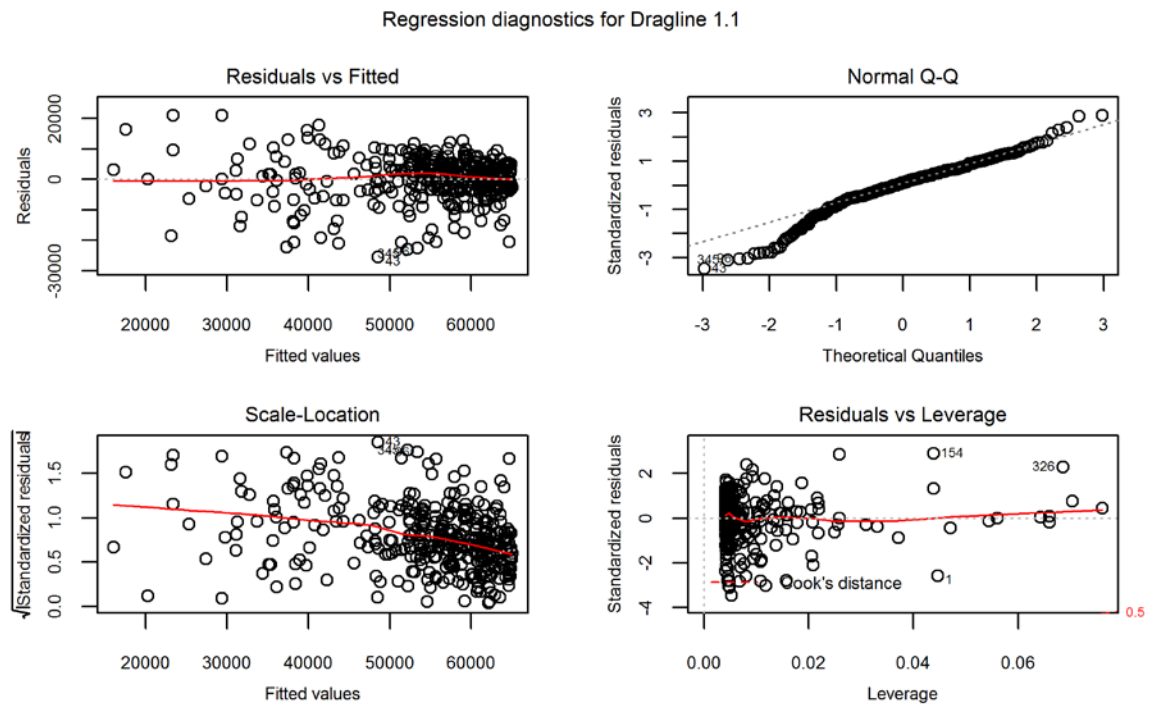 Regression diagnostics for Dragline 1.1
Residuals vs Fitted
Residuals
-30000
0
20000
43
20000 30000 40000 50000 60000
Fitted values
Normal Q-Q
Standardized residuals
-3
-1
1
3
43
-3 -2 -1 0 1 2 3
Theoretical Quantiles
Scale-Location
√|Standardized residuals|
0.0
0.5
1.0
1.5
43
20000 30000 40000 50000 60000
Fitted values
Residuals vs Leverage
Standardized residuals
-4
-2
0
2
154
326
1
Cook's distance
0.5
0.00 0.02 0.04 0.06
Leverage